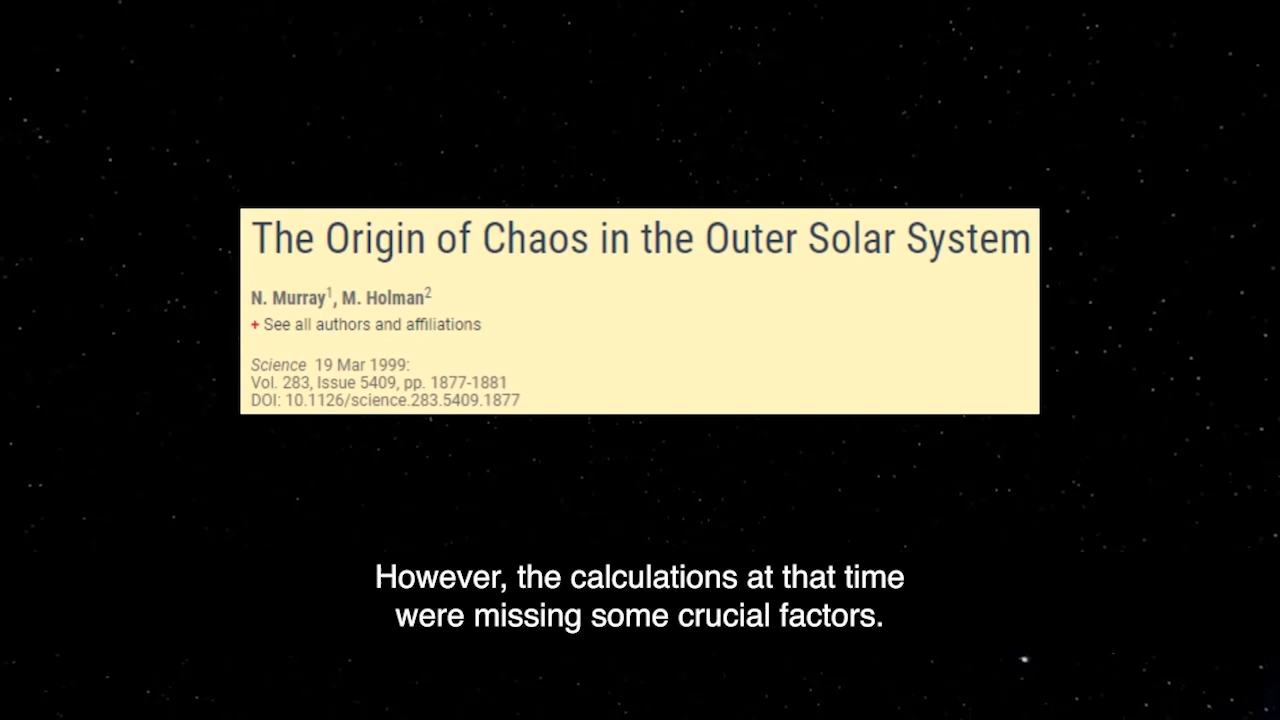 The Origin of Chaos in the Outer Solar System
N. Murray1, M. Holman2
+ See all authors and affiliations
Science 19 Mar 1999:
Vol. 283, Issue 5409, pp. 1877-1881
DOI: 10.1126/science.283.5409.1877
However, the calculations at that time
were missing some crucial factors.